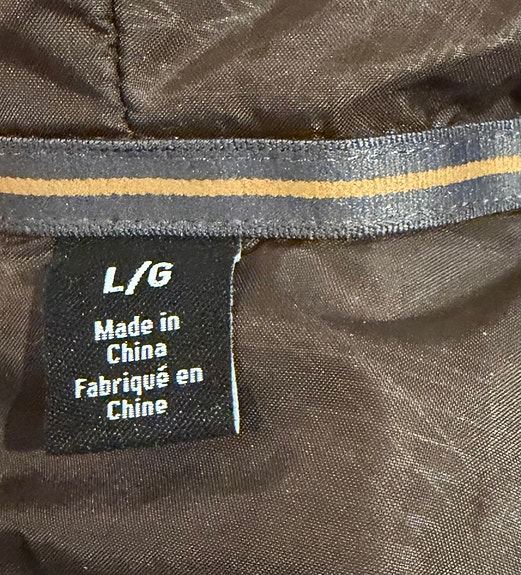 L/G
Made in
China
Fabriqué en
Chine